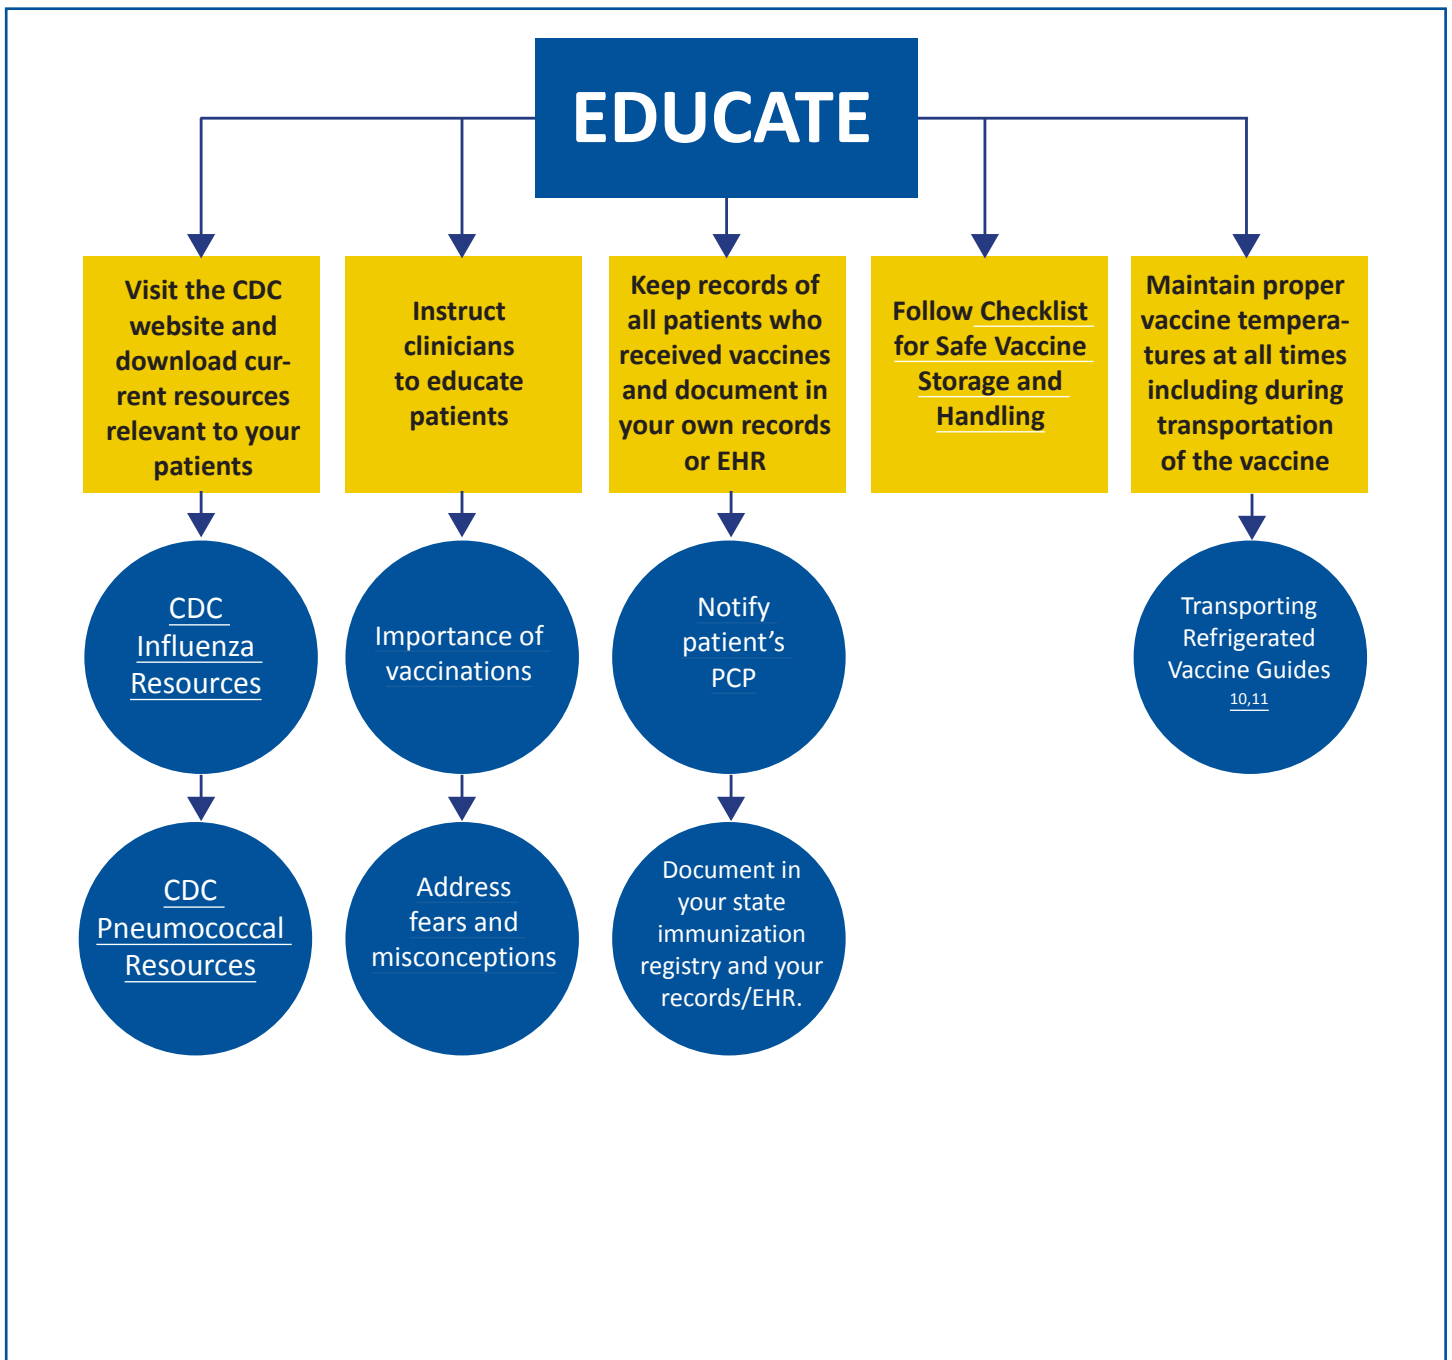 EDUCATE
Visit the CDC
website and
download cur-
rent resources
relevant to your
patients
Instruct
clinicians
to educate
patients
Keep records of
all patients who
received vaccines
and document in
your own records
or EHR
Follow Checklist
for Safe Vaccine
Storage and
Handling
Maintain proper
vaccine tempera-
tures at all times
including during
transportation
of the vaccine
CDC
Influenza
Resources
Importance of
vaccinations
Notify
patient’s
PCP
Transporting
Refrigerated
Vaccine Guides
10,11
CDC
Pneumococcal
Resources
Address
fears and
misconceptions
Document in
your state
immunization
registry and your
records/EHR.